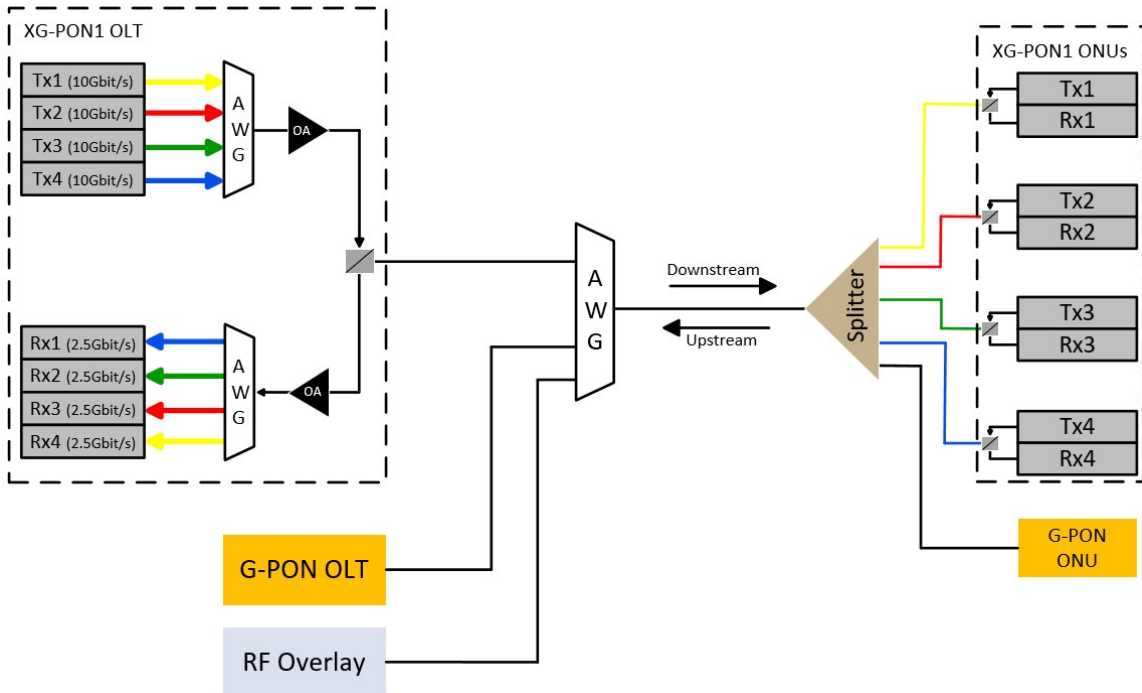 XG-PON1 OLT
Tx1 (10Gbit/s)
Tx2 (10Gbit/s)
Tx3 (10Gbit/s)
Tx4 (10Gbit/s)
A
W
G
OA
Rx1 (2.5Gbit/s)
Rx2 (2.5Gbit/s)
Rx3 (2.5Gbit/s)
Rx4 (2.5Gbit/s)
A
W
G
OA
G-PON OLT
RF Overlay
A
W
G
Downstream
Upstream
Splitter
XG-PON1 ONUs
Tx1
Rx1
Tx2
Rx2
Tx3
Rx3
Tx4
Rx4
G-PON
ONU